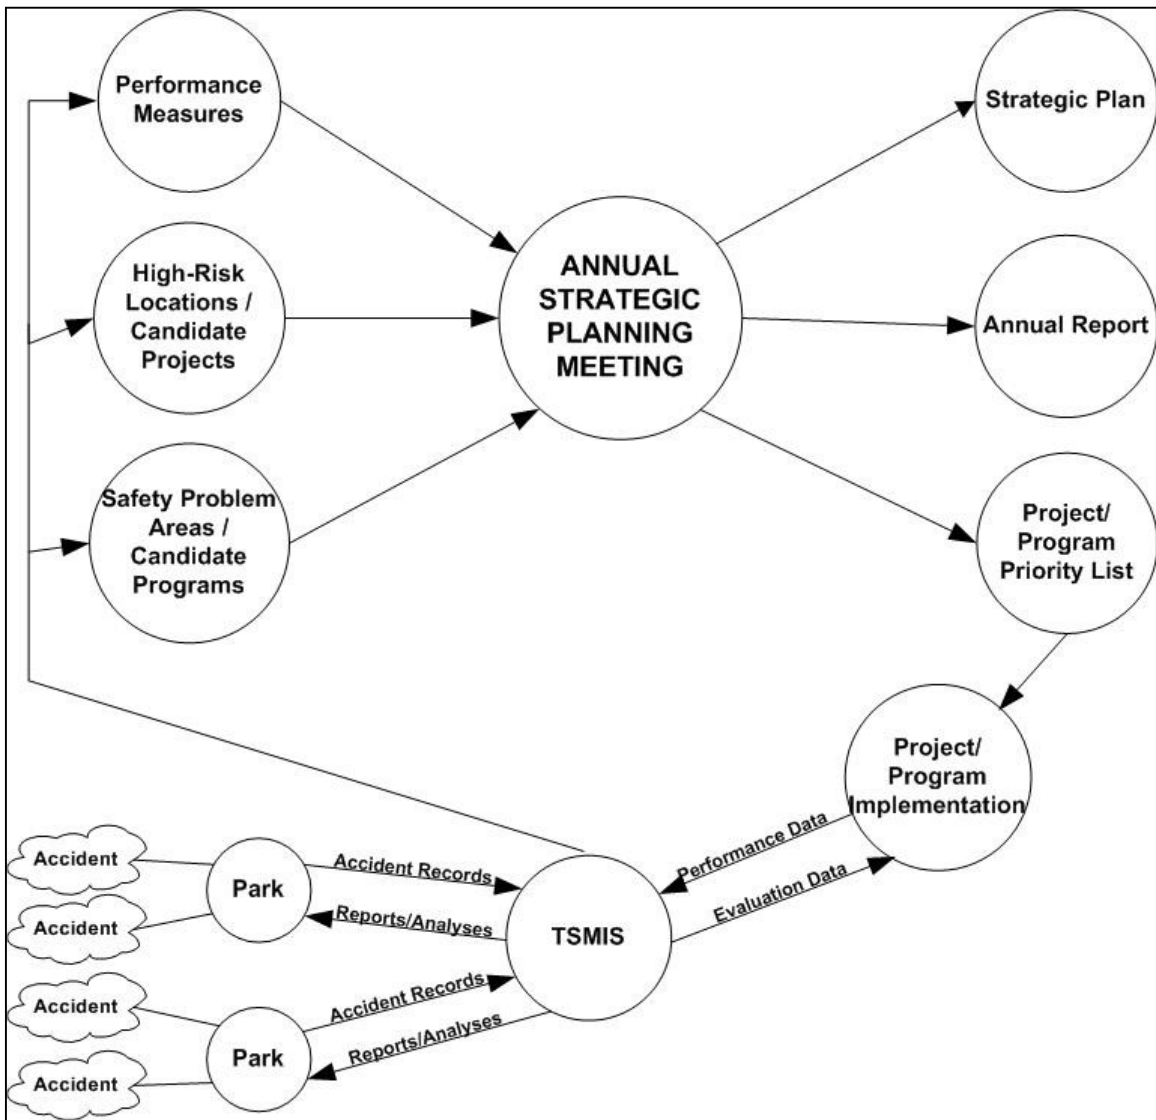 Performance
Measures
Strategic Plan
High-Risk
Locations /
Candidate
Projects
ANNUAL
STRATEGIC
PLANNING
MEETING
Annual Report
Safety Problem
Areas /
Candidate
Programs
Project/
Program
Priority List
Project/
Program
Implementation
Accident
Accident
Park
Accident Records
Reports/Analyses
TSMIS
Performance Data
Evaluation Data
Accident
Accident
Park
Accident Records
Reports/Analyses